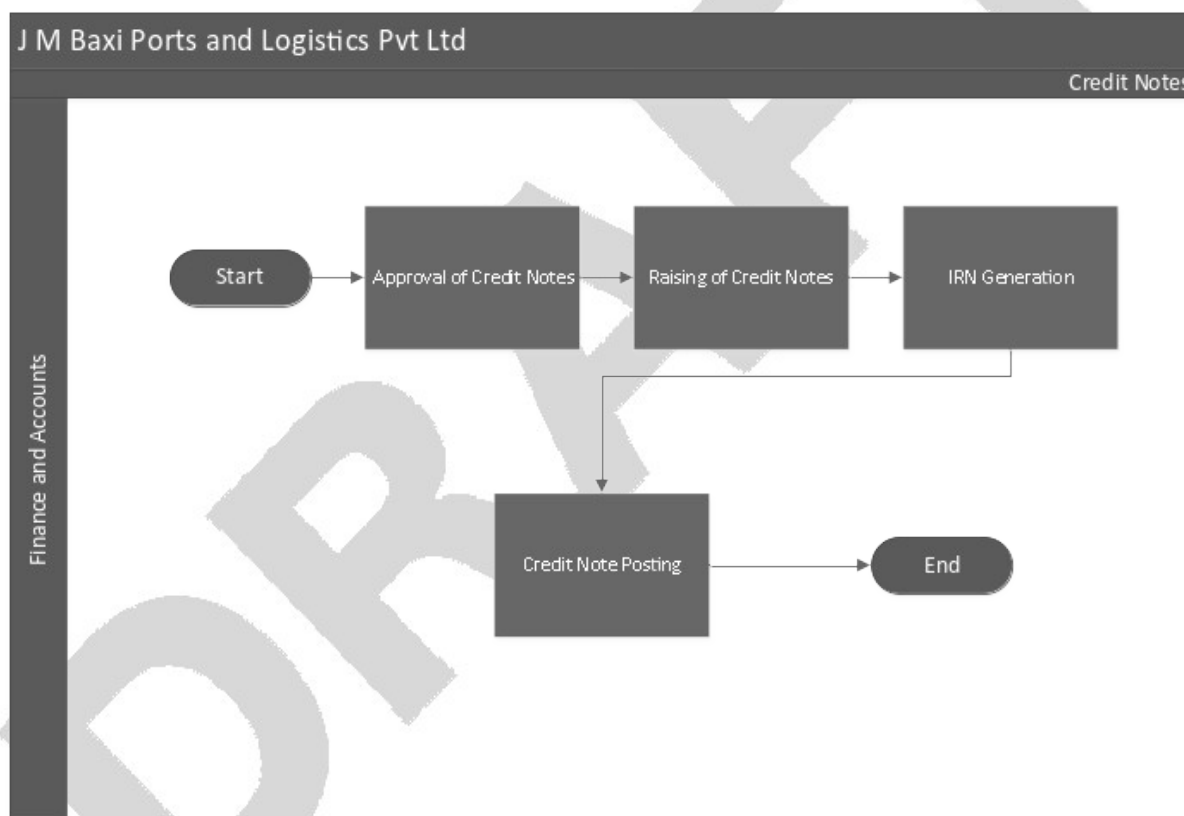 J M Baxi Ports and Logistics Pvt Ltd
Credit Notes
Finance and Accounts
Start
Approval of Credit Notes
Raising of Credit Notes
IRN Generation
Credit Note Posting
End
DRAFT